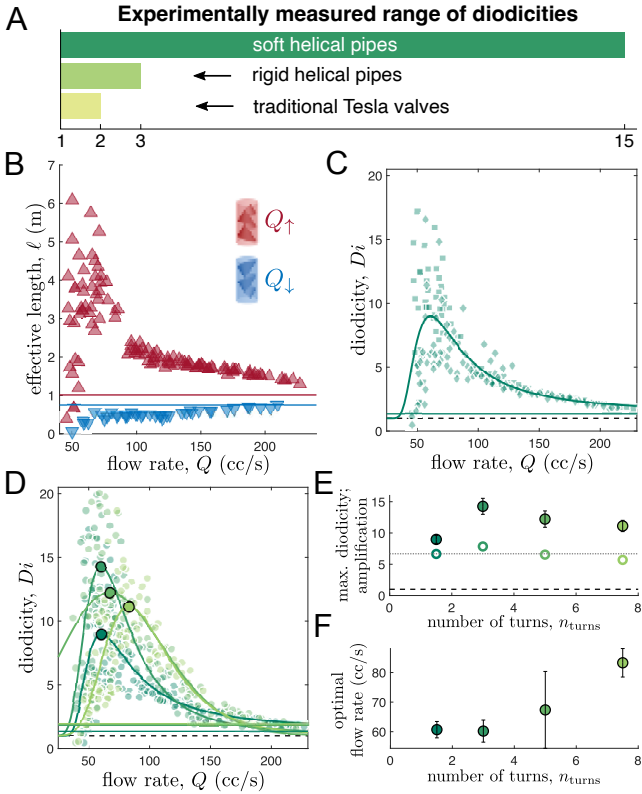 A
Experimentally measured range of diodicities
soft helical pipes
rigid helical pipes
traditional Tesla valves
1 2 3 15
B
7
6
5
4
3
2
1
0
effective length, ℓ (m)
Q↑
Q↓
50 100 150 200
flow rate, Q (cc/s)
C
20
15
10
5
0
diodicity, Di
50 100 150 200
flow rate, Q (cc/s)
D
20
15
10
5
0
diodicity, Di
50 100 150 200
flow rate, Q (cc/s)
E
15
10
5
0
max. diodicity;
amplification
0 2 4 6 8
number of turns, nturns
F
80
70
60
optimal
flow rate (cc/s)
0 2 4 6 8
number of turns, nturns